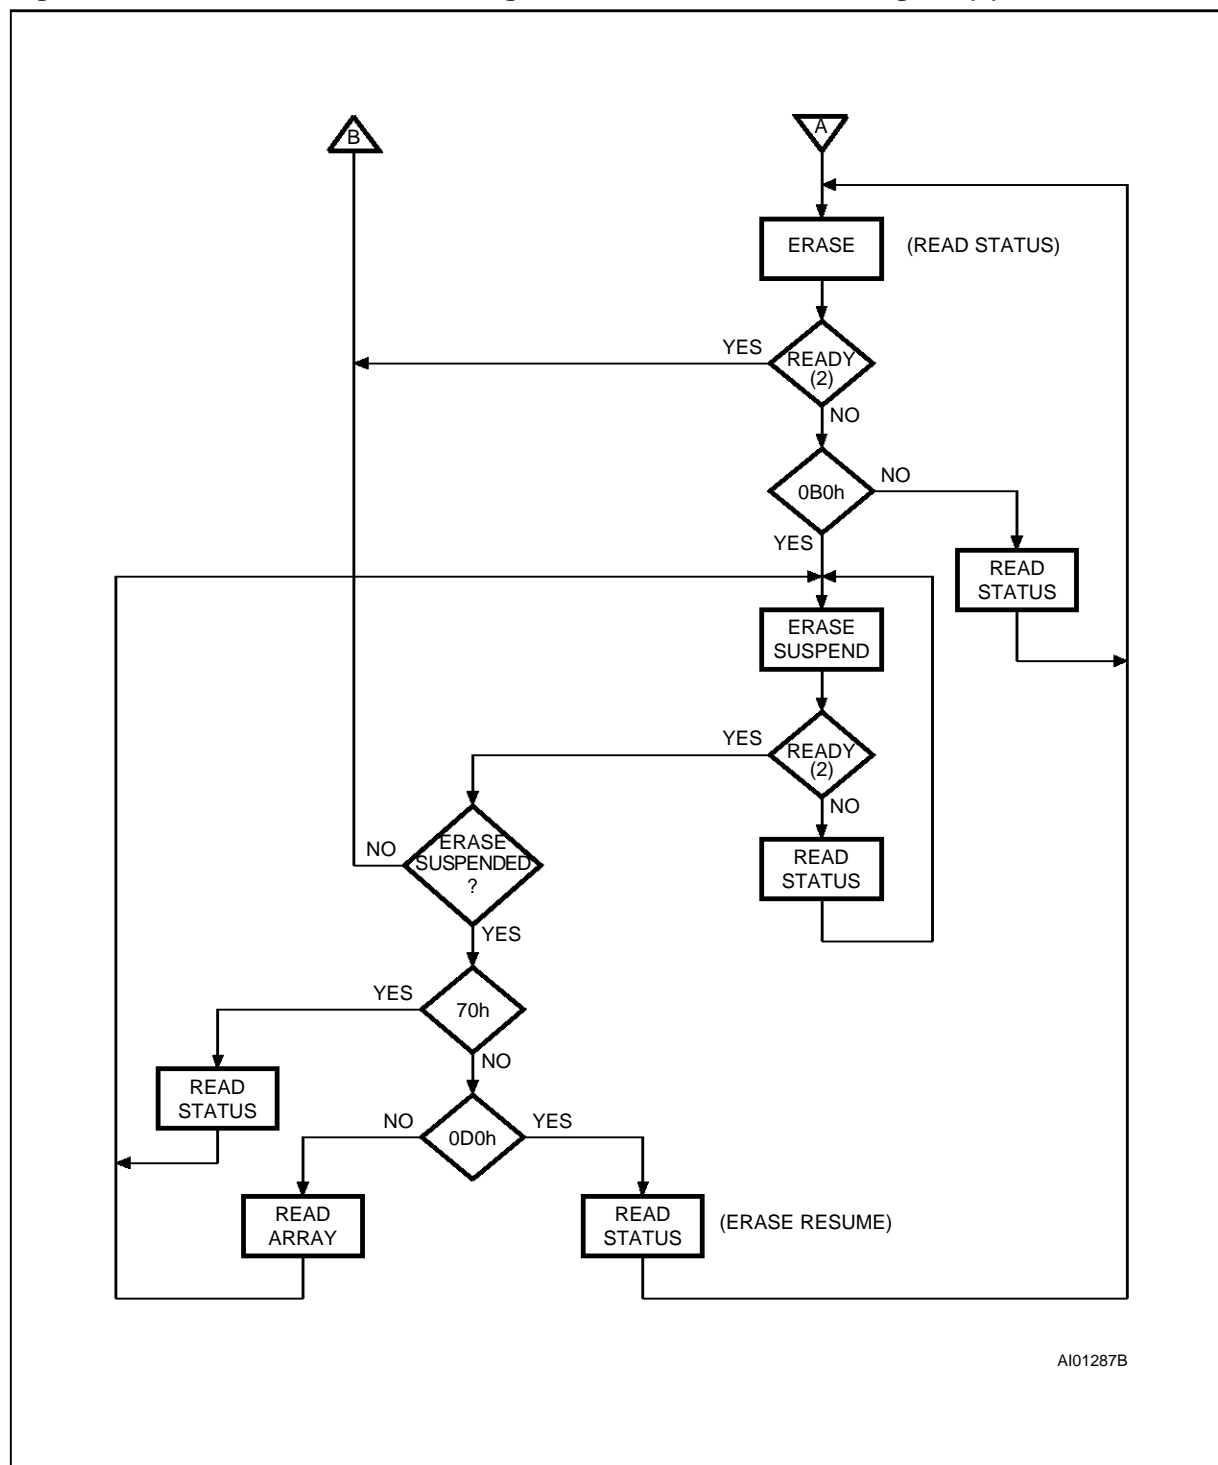 B
A
ERASE
(READ STATUS)
YES
READY
(2)
NO
0B0h
NO
YES
READ
STATUS
ERASE
SUSPEND
YES
READY
(2)
NO
READ
STATUS
ERASE
SUSPENDED
?
NO
YES
YES
70h
NO
READ
STATUS
NO
0D0h
YES
READ
ARRAY
READ
STATUS
(ERASE RESUME)
AI01287B